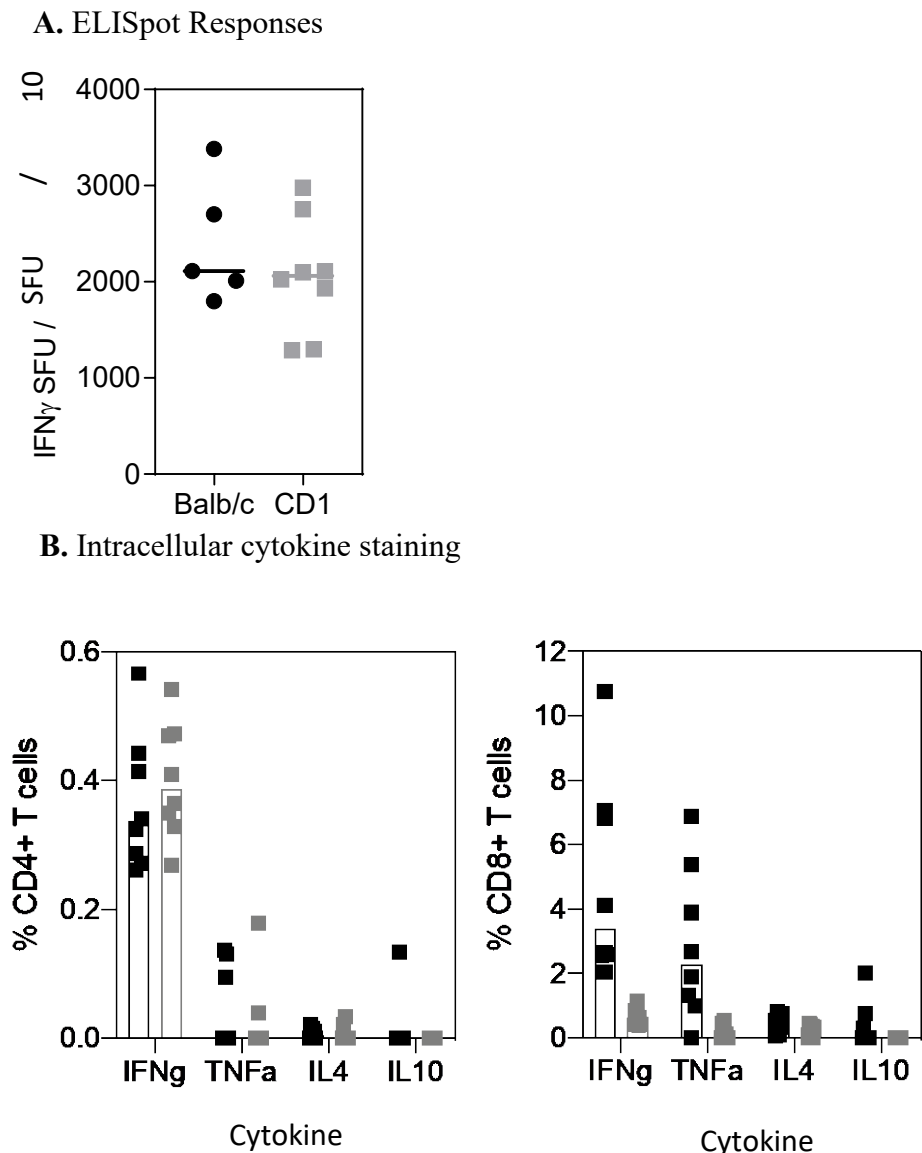 A. ELISpot Responses
IFNγ SFU / SFU / 10
4000
3000
2000
1000
0
Balb/c CD1
B. Intracellular cytokine staining
% CD4+ T cells
0.6
0.4
0.2
0.0
IFNg TNFa IL4 IL10
Cytokine
% CD8+ T cells
12
10
8
6
4
2
0
IFNg TNFa IL4 IL10
Cytokine